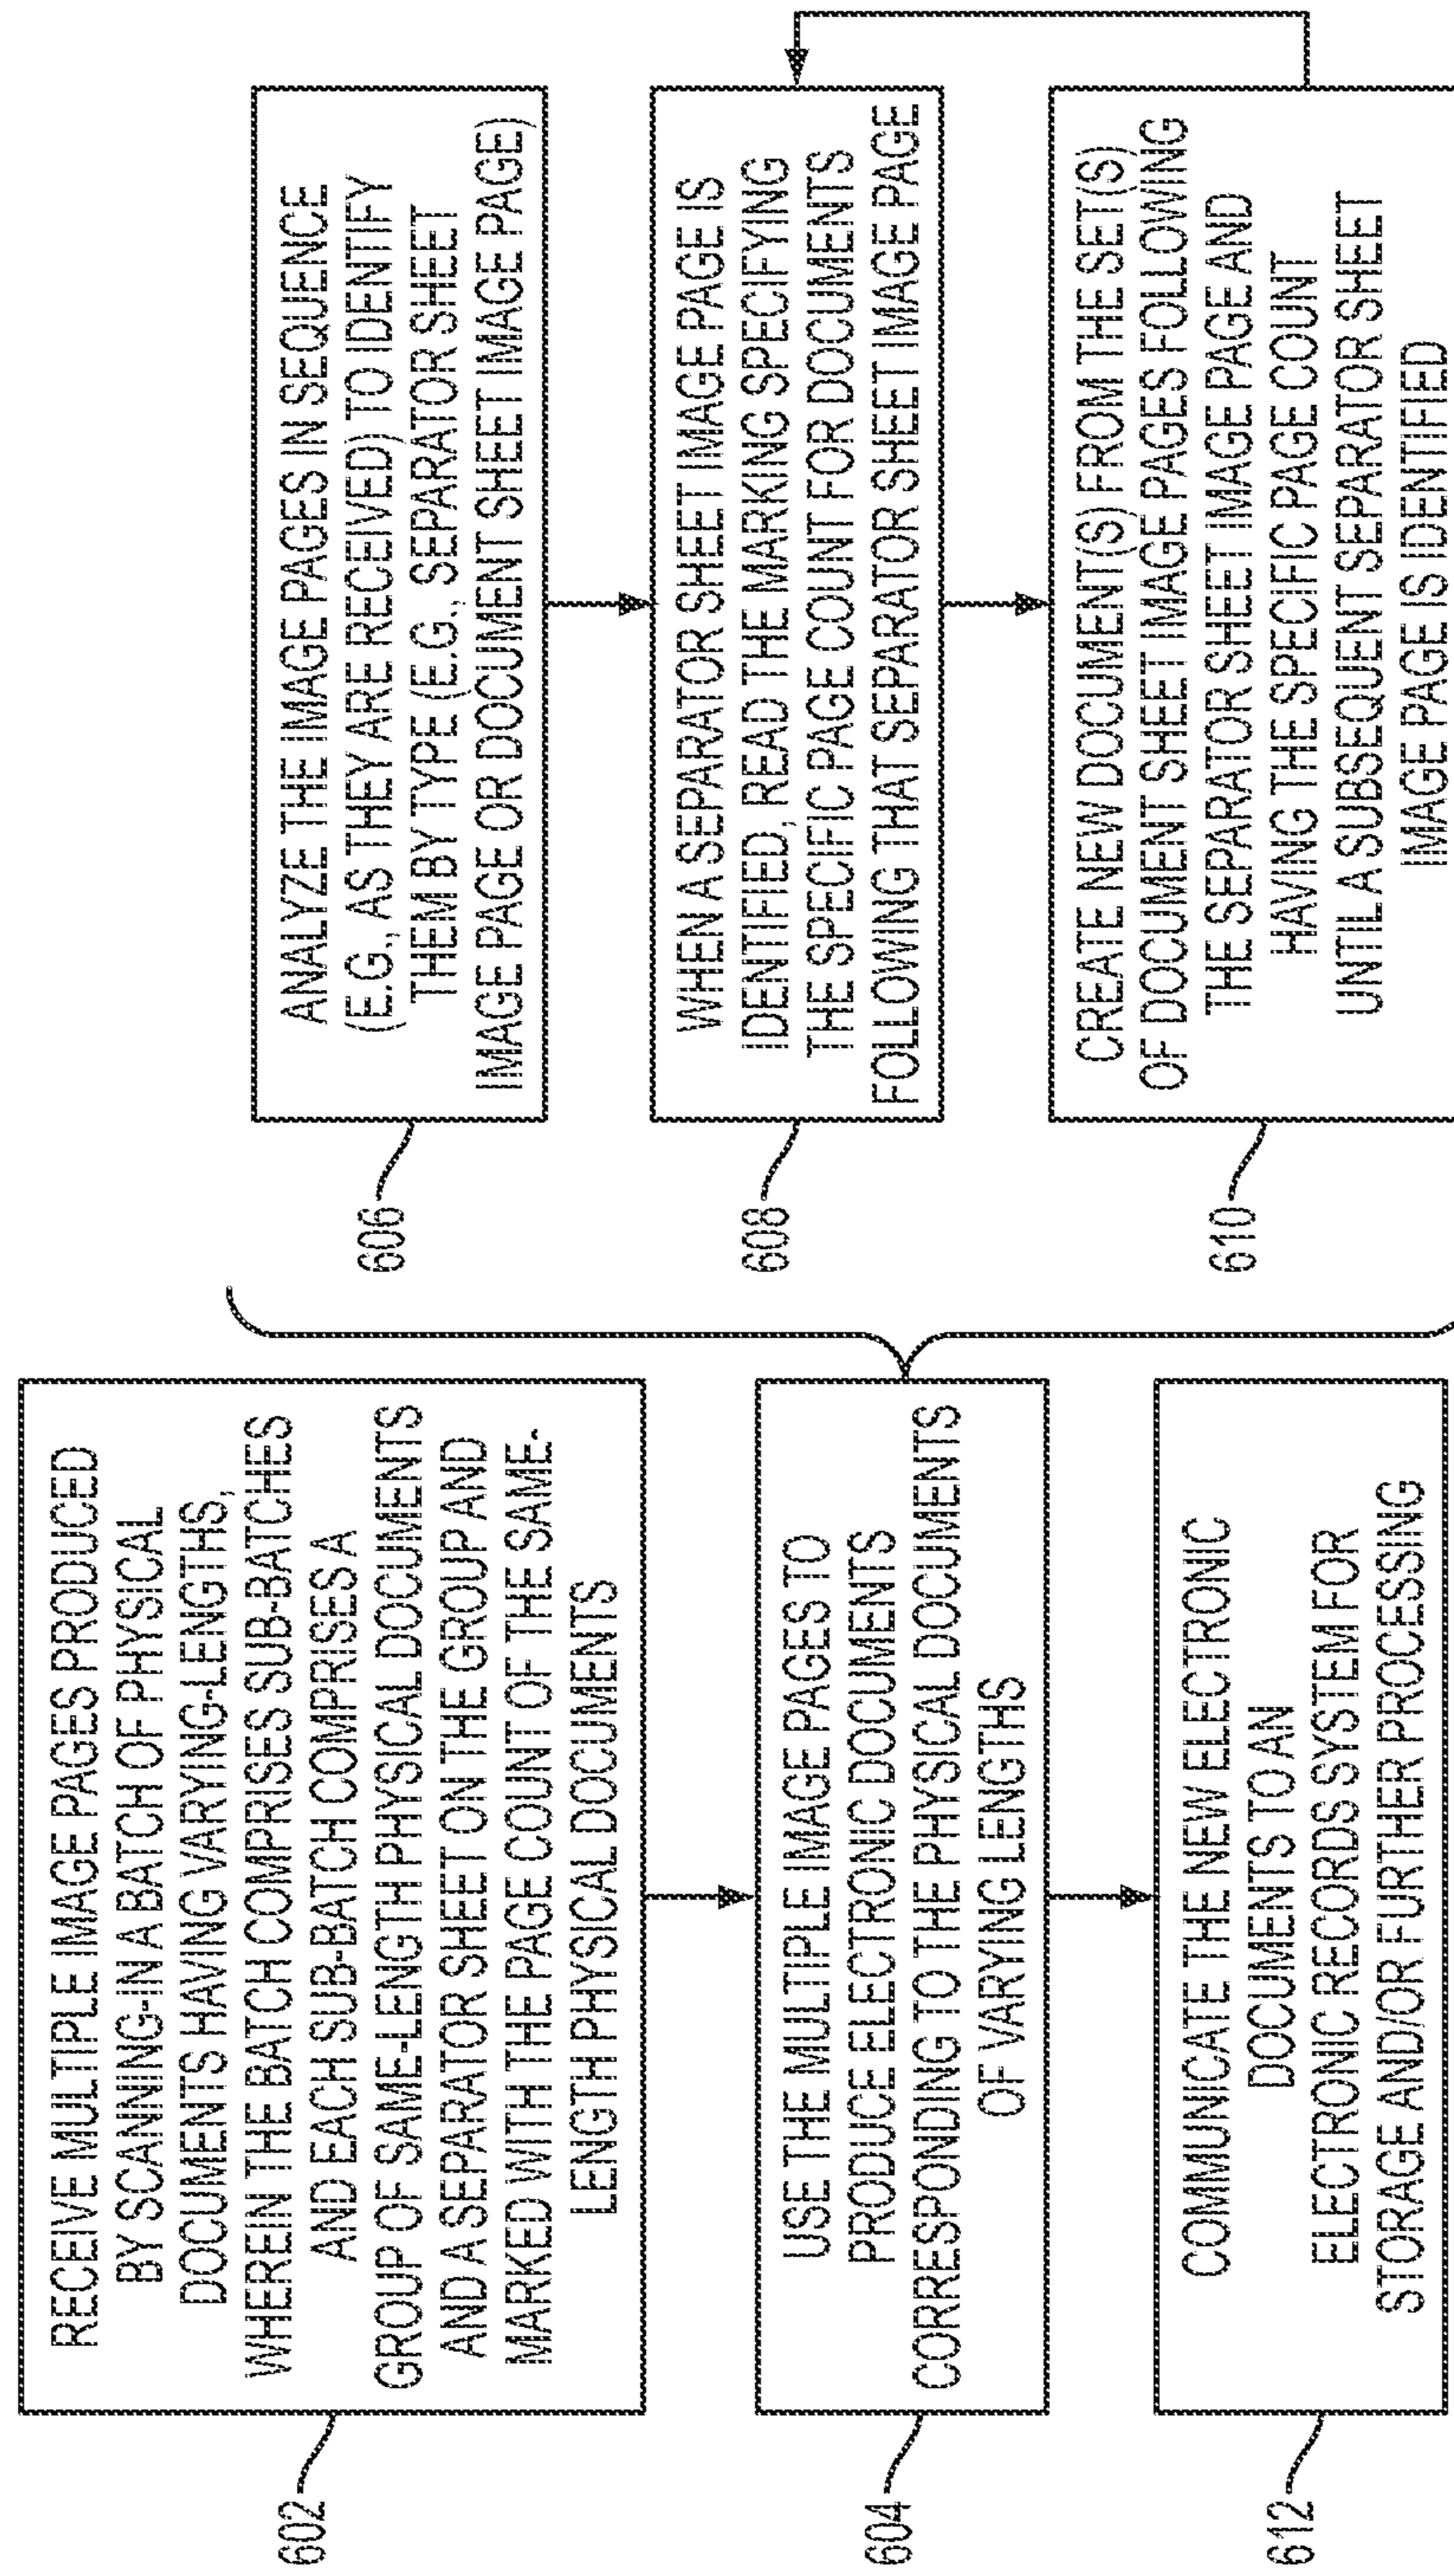 602
RECEIVE MULTIPLE IMAGE PAGES PRODUCED
BY SCANNING-IN A BATCH OF PHYSICAL
DOCUMENTS HAVING VARYING-LENGTHS,
WHEREIN THE BATCH COMPRISES SUB-BATCHES
AND EACH SUB-BATCH COMPRISES A
GROUP OF SAME-LENGTH PHYSICAL DOCUMENTS
AND A SEPARATOR SHEET ON THE GROUP AND
MARKED WITH THE PAGE COUNT OF THE SAME-
LENGTH PHYSICAL DOCUMENTS
604
USE THE MULTIPLE IMAGE PAGES TO
PRODUCE ELECTRONIC DOCUMENTS
CORRESPONDING TO THE PHYSICAL DOCUMENTS
OF VARYING LENGTHS
606
ANALYZE THE IMAGE PAGES IN SEQUENCE
(E.G., AS THEY ARE RECEIVED) TO IDENTIFY
THEM BY TYPE (E.G., SEPARATOR SHEET
IMAGE PAGE OR DOCUMENT SHEET IMAGE PAGE)
608
WHEN A SEPARATOR SHEET IMAGE PAGE IS
IDENTIFIED, READ THE MARKING SPECIFYING
THE SPECIFIC PAGE COUNT FOR DOCUMENTS
FOLLOWING THAT SEPARATOR SHEET IMAGE PAGE
610
CREATE NEW DOCUMENT(S) FROM THE SET(S)
OF DOCUMENT SHEET IMAGE PAGES FOLLOWING
THE SEPARATOR SHEET IMAGE PAGE AND
HAVING THE SPECIFIC PAGE COUNT
UNTIL A SUBSEQUENT SEPARATOR SHEET
IMAGE PAGE IS IDENTIFIED
612
COMMUNICATE THE NEW ELECTRONIC
DOCUMENTS TO AN
ELECTRONIC RECORDS SYSTEM FOR
STORAGE AND/OR FURTHER PROCESSING